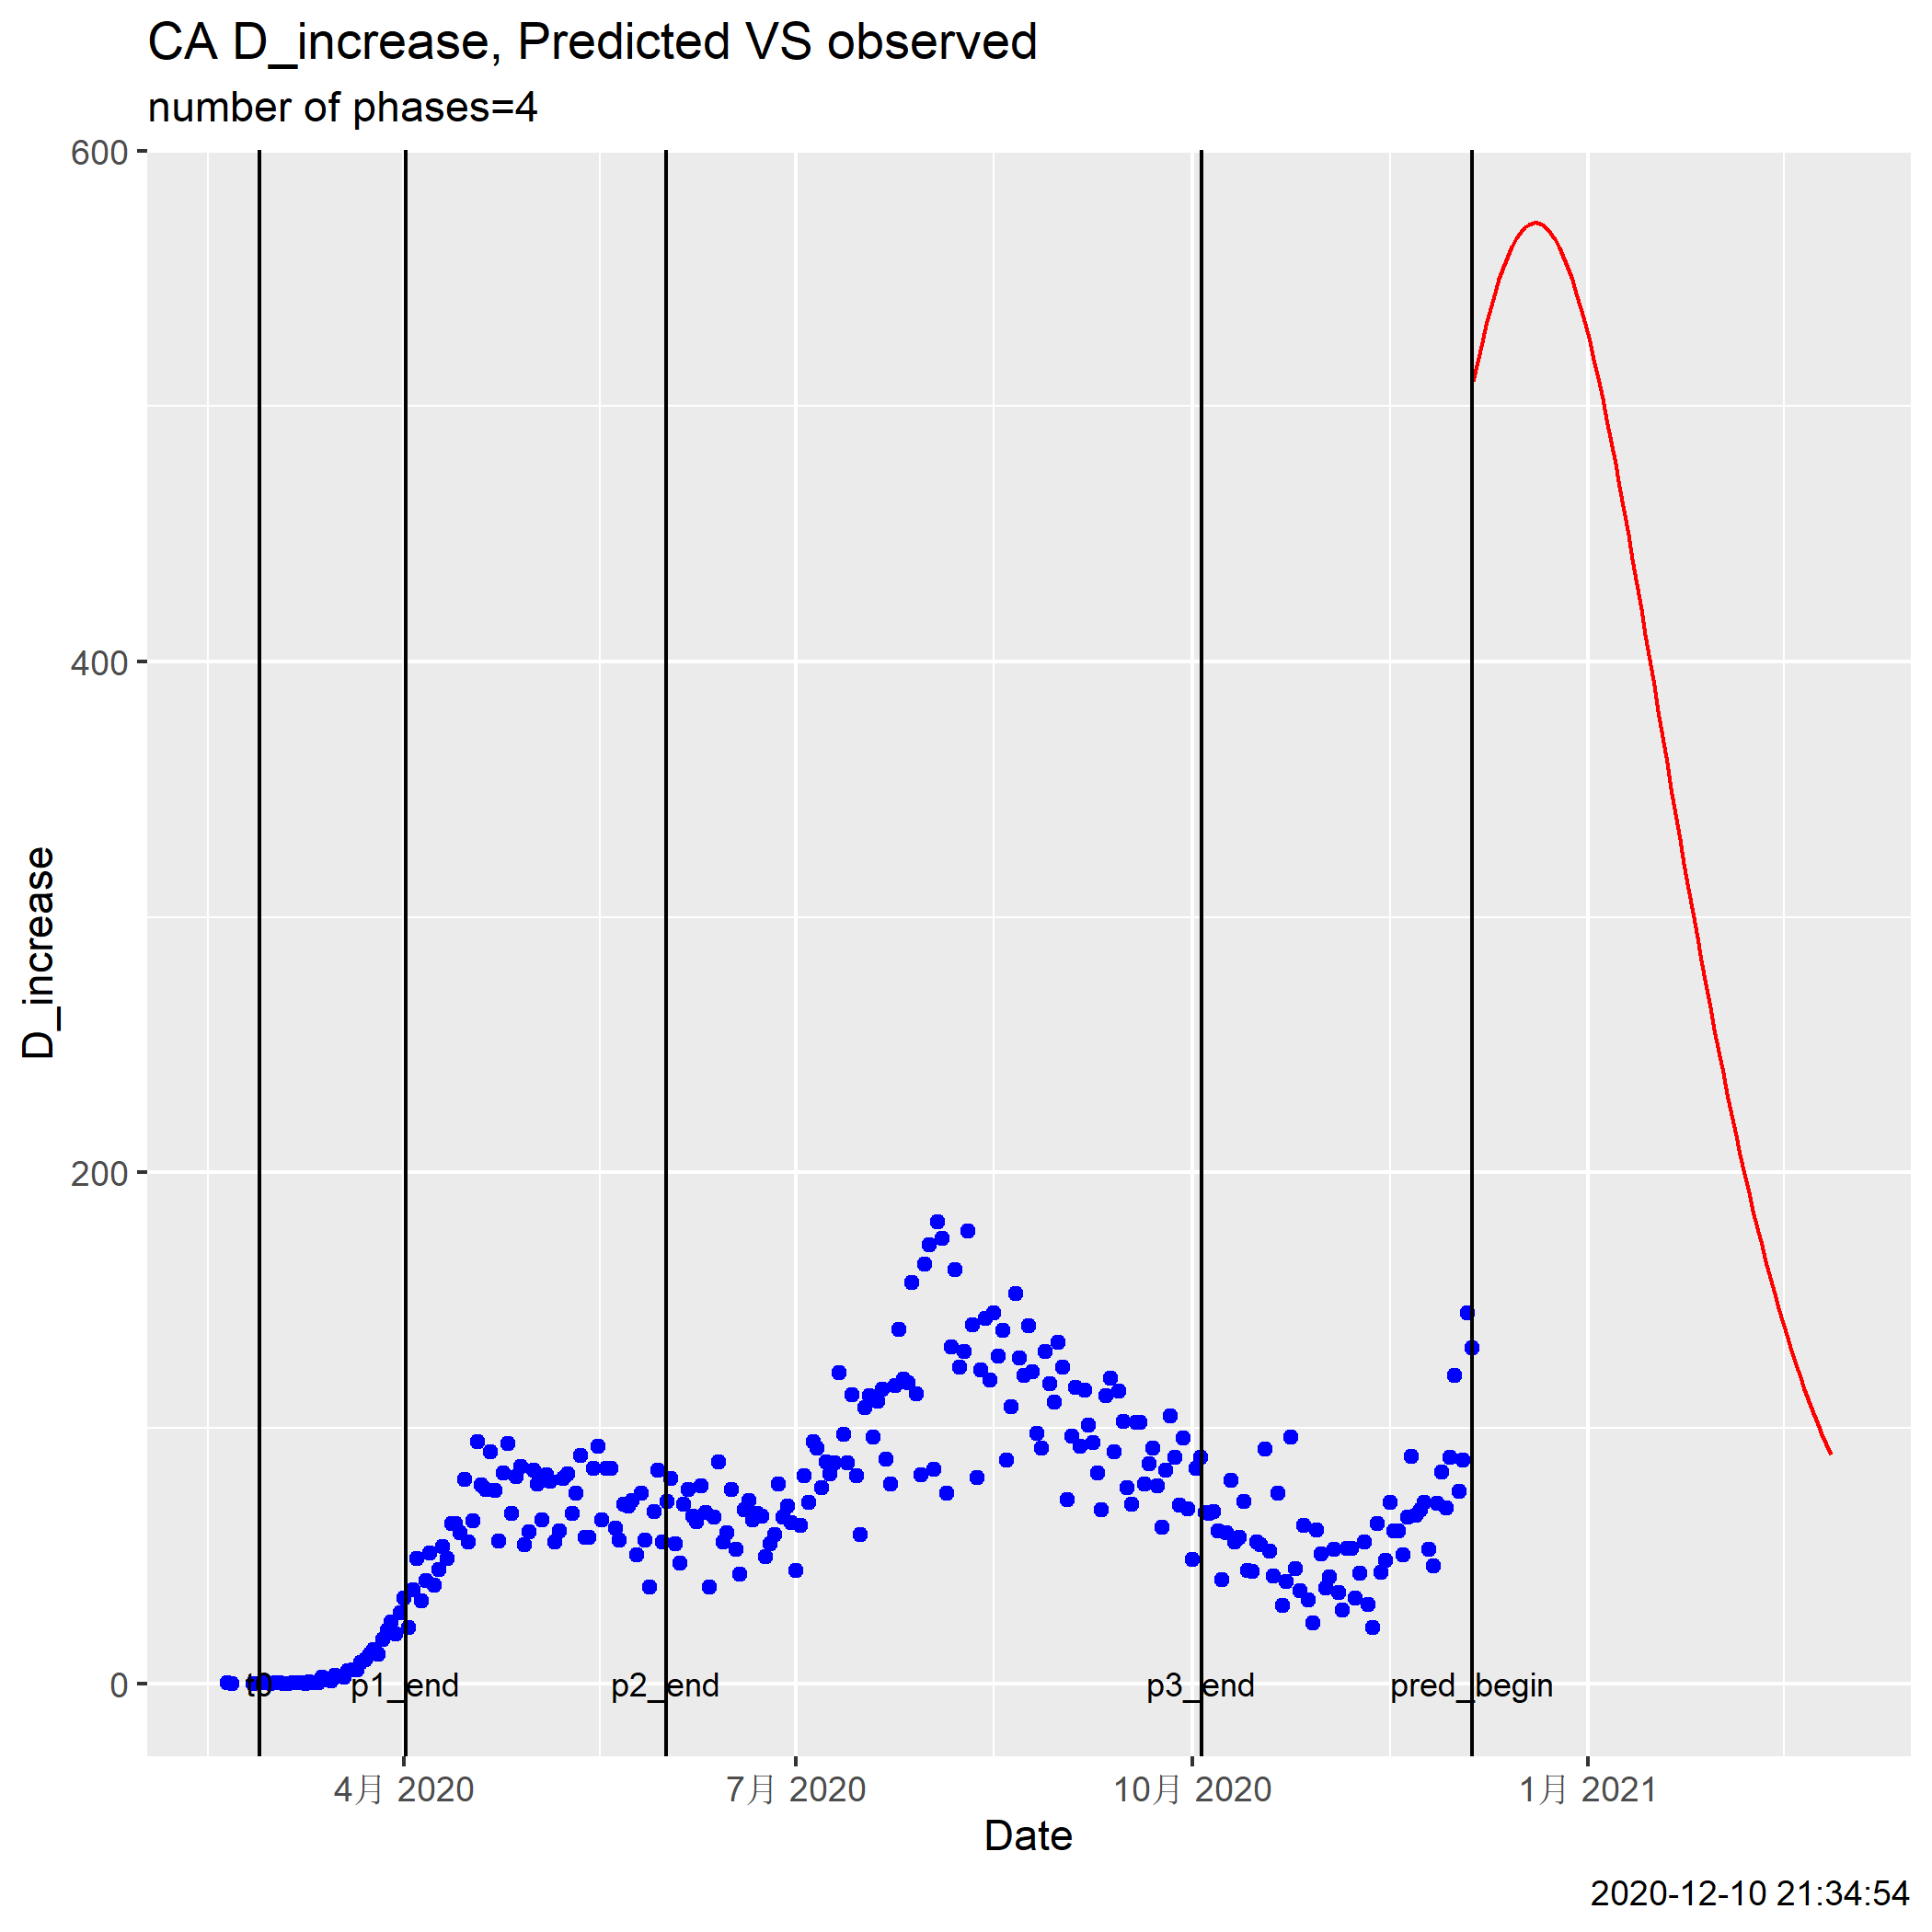 CA D_increase, Predicted VS observed
number of phases=4
600
400
200
0
D_increase
t0
p1_end
p2_end
p3_end
pred_begin
4月 2020
7月 2020
10月 2020
1月 2021
Date
2020-12-10 21:34:54